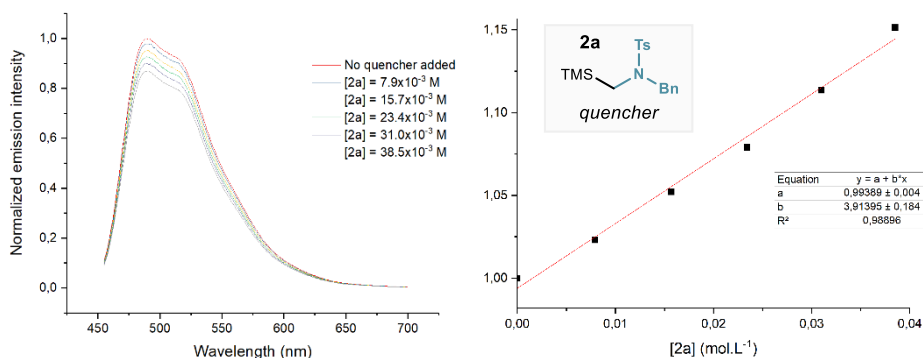 Normalized emission intensity
1,0
0,8
0,6
0,4
0,2
0,0
450
500
550
600
650
700
Wavelength (nm)
No quencher added
[2a] = 7.9x10⁻³ M
[2a] = 15.7x10⁻³ M
[2a] = 23.4x10⁻³ M
[2a] = 31.0x10⁻³ M
[2a] = 38.5x10⁻³ M
1,15
1,10
1,05
1,00
0,00
0,01
0,02
0,03
0,04
[2a] (mol.L⁻¹)
2a
Ts
TMS
N
Bn
quencher
Equation y = a + b*x
a 0,99389 ± 0,004
b 3,91395 ± 0,184
R² 0,98896